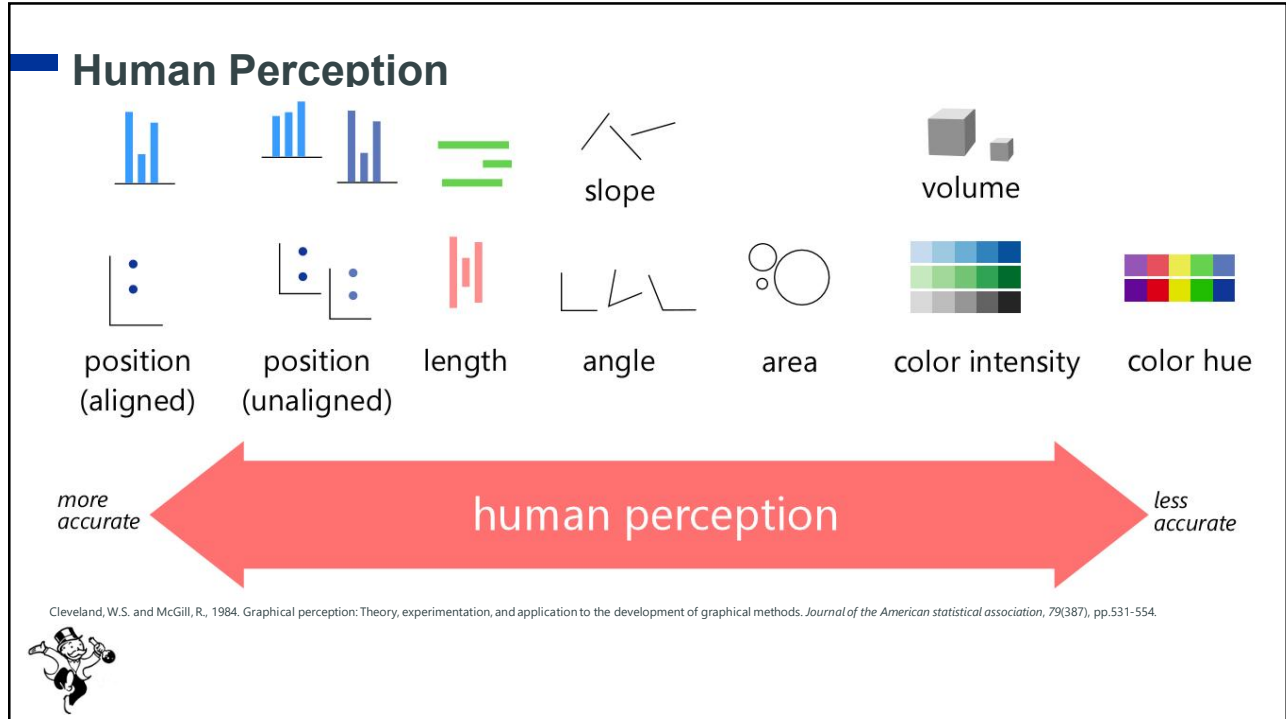 Human Perception
slope
volume
position
(aligned)
position
(unaligned)
length
angle
area
color intensity
color hue
more
accurate
human perception
less
accurate
Cleveland, W.S. and McGill, R., 1984. Graphical perception: Theory, experimentation, and application to the development of graphical methods. Journal of the American statistical association, 79(387), pp.531-554.